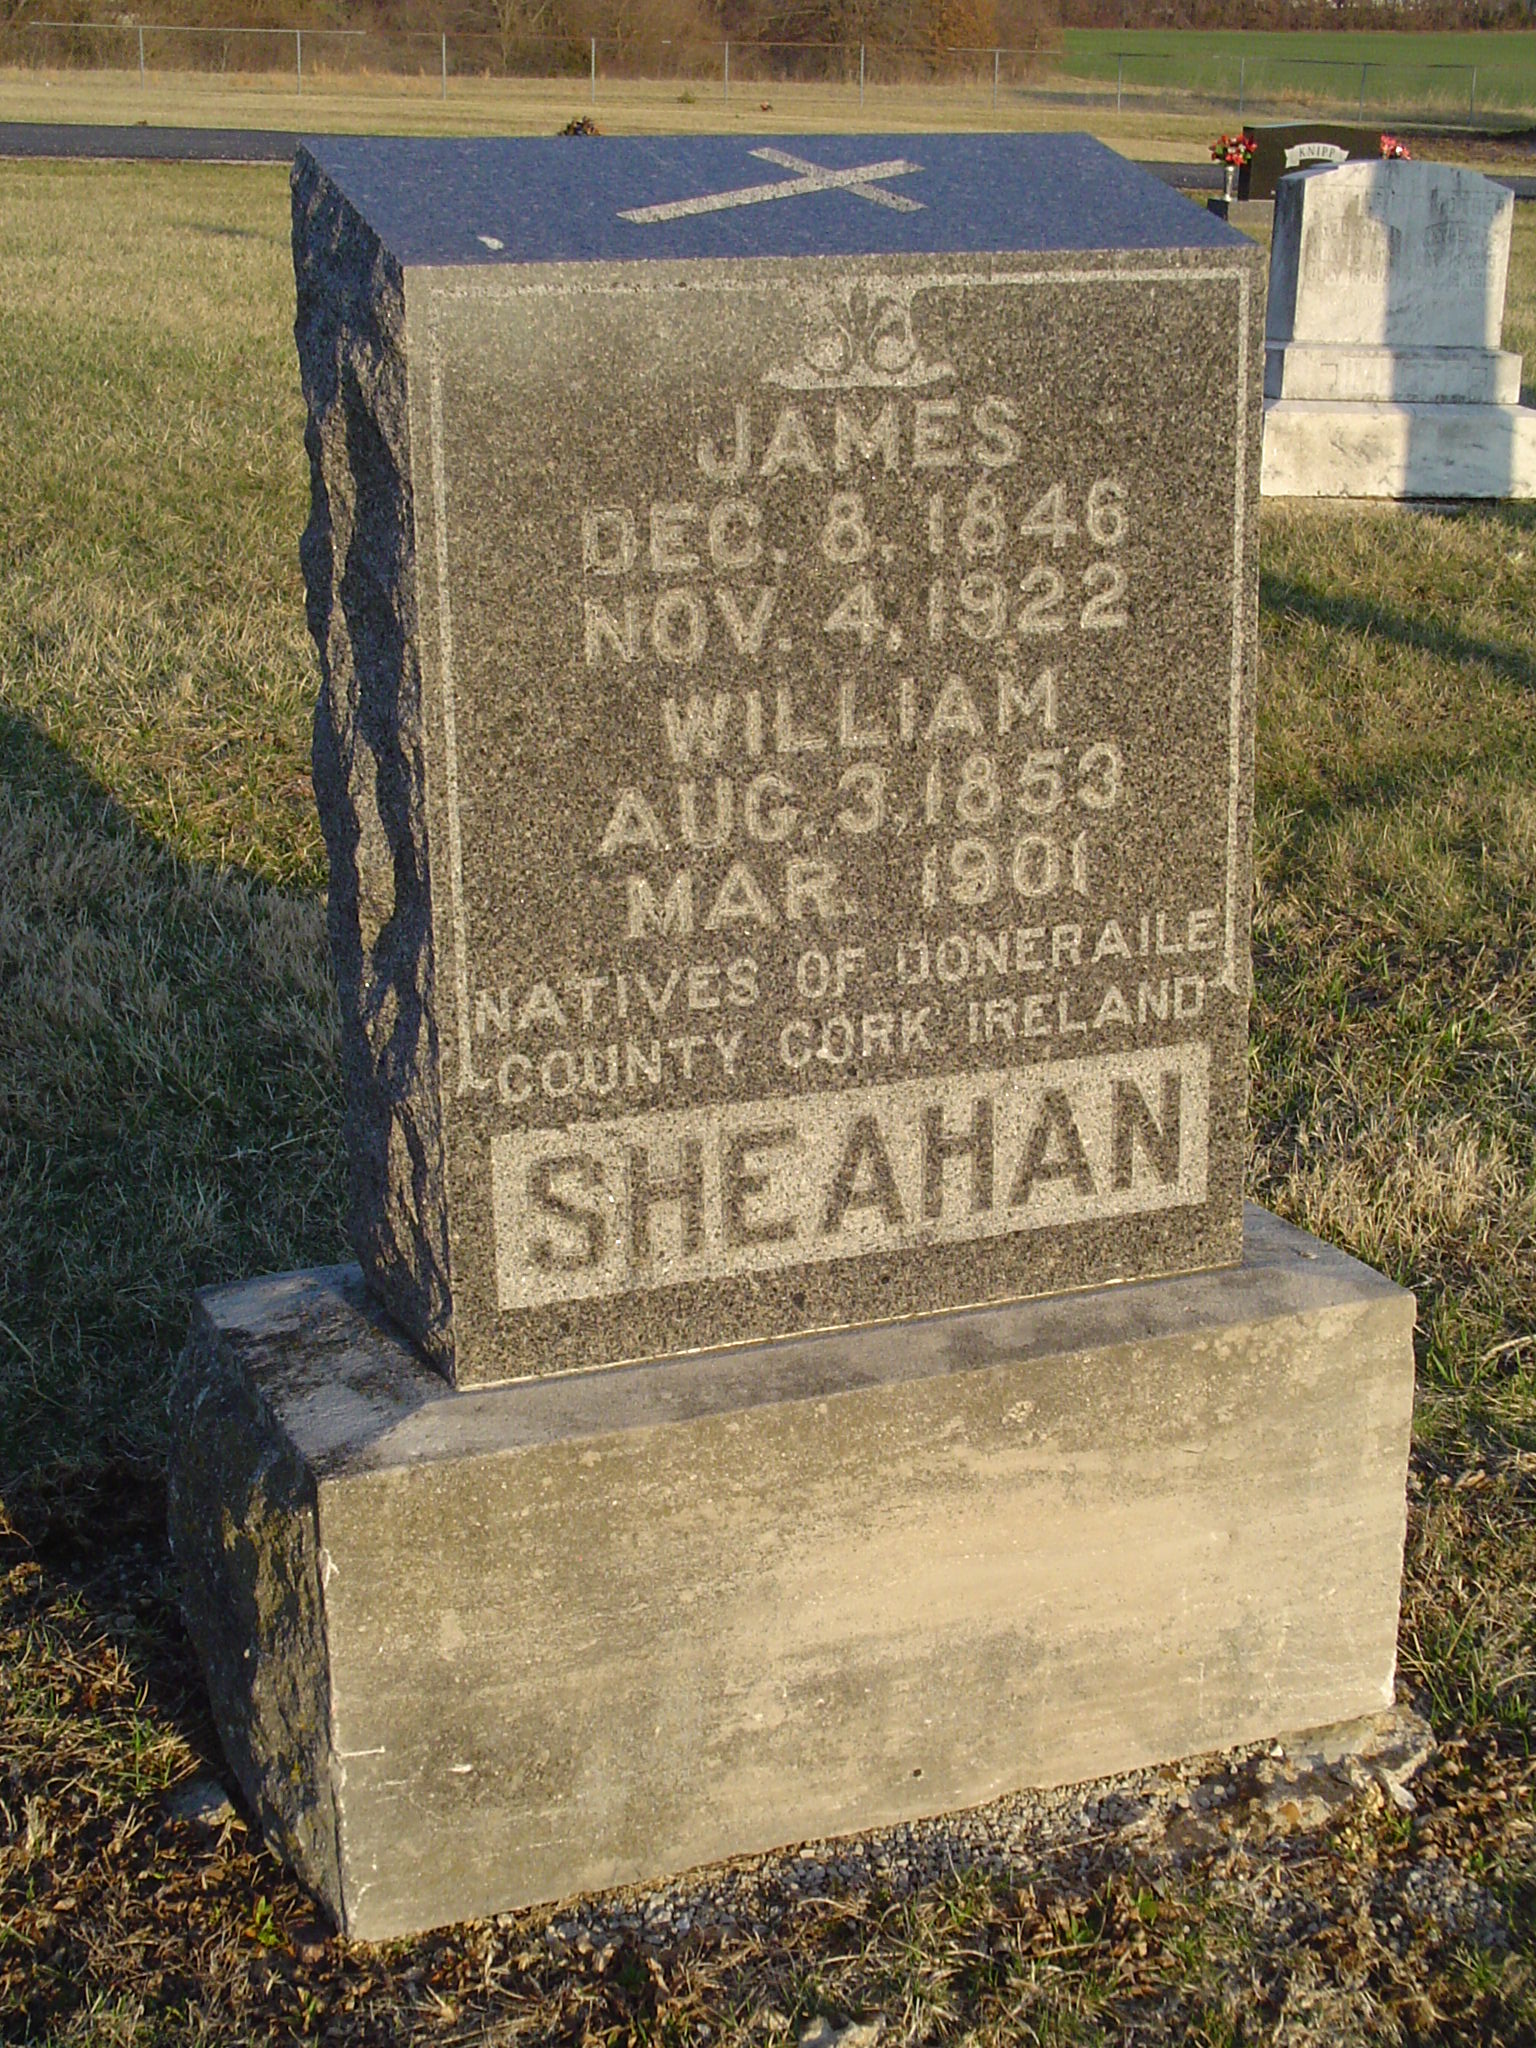 JAMES
DEC. 8, 1846
NOV. 4, 1922
WILLIAM
AUG. 3, 1853
MAR. 1901
NATIVES OF DONERAILE
COUNTY CORK IRELAND
SHEAHAN
KNIPP